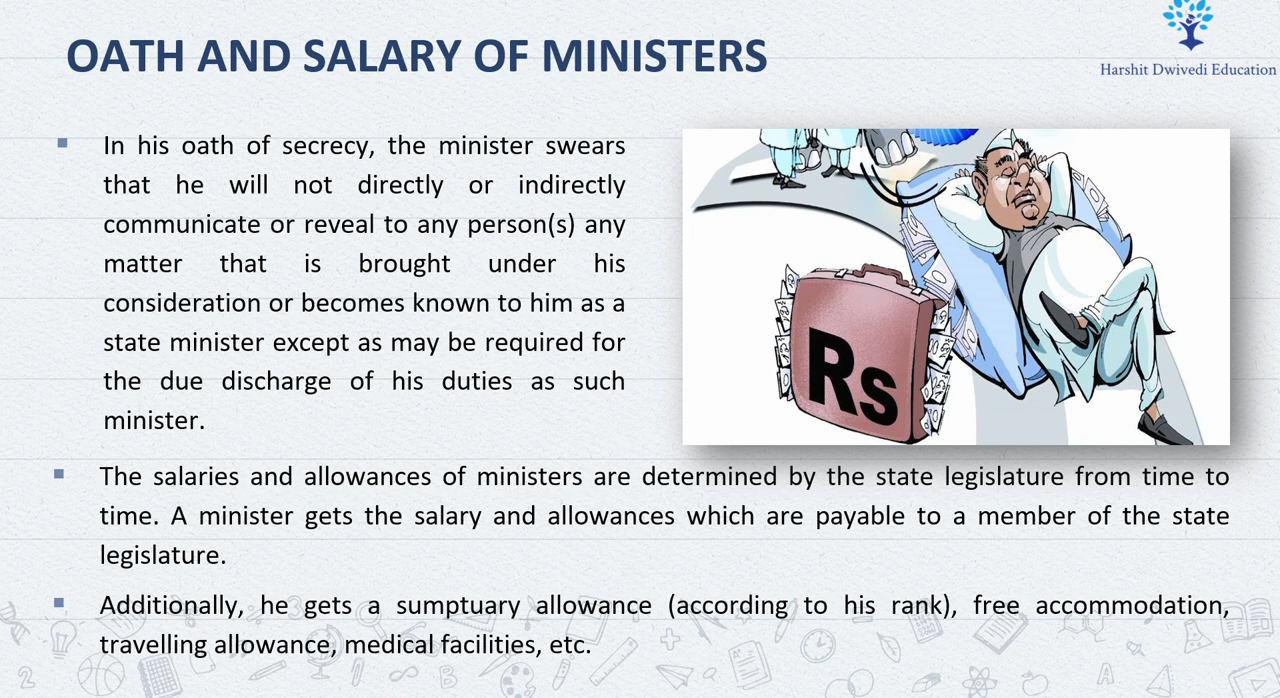 OATH AND SALARY OF MINISTERS
Harshit Dwivedi Education
▪ In his oath of secrecy, the minister swears
that he will not directly or indirectly
communicate or reveal to any person(s) any
matter that is brought under his
consideration or becomes known to him as a
state minister except as may be required for
the due discharge of his duties as such
minister.
Rs
▪ The salaries and allowances of ministers are determined by the state legislature from time to
time. A minister gets the salary and allowances which are payable to a member of the state
legislature.
▪ Additionally, he gets a sumptuary allowance (according to his rank), free accommodation,
travelling allowance, medical facilities, etc.